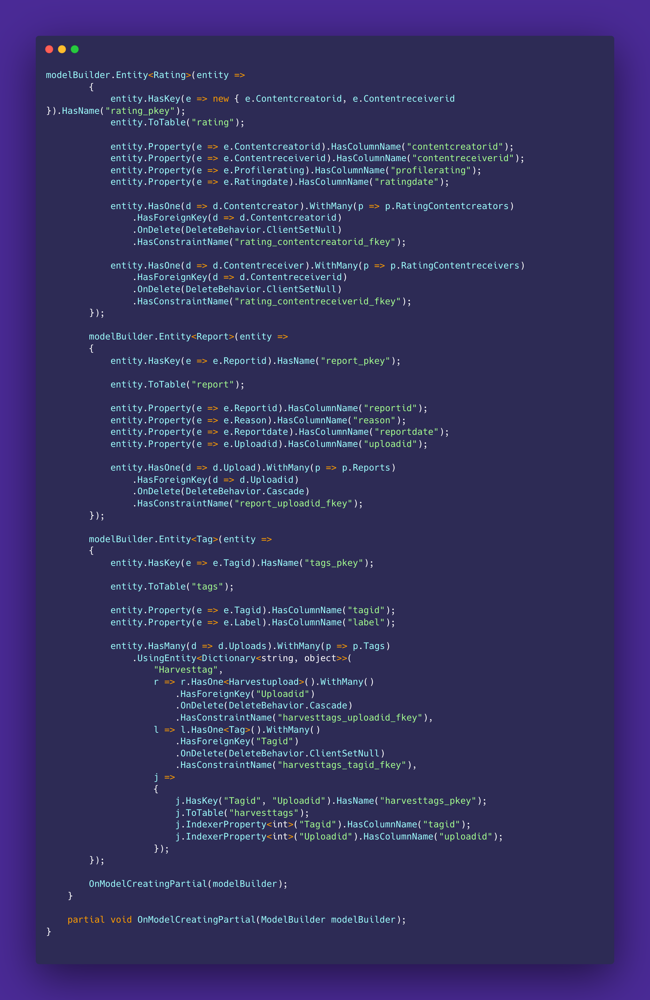 modelBuilder.Entity<Rating>(entity =>
        {
            entity.HasKey(e => new { e.Contentcreatorid, e.Contentreceiverid
}).HasName("rating_pkey");
            entity.ToTable("rating");

            entity.Property(e => e.Contentcreatorid).HasColumnName("contentcreatorid");
            entity.Property(e => e.Contentreceiverid).HasColumnName("contentreceiverid");
            entity.Property(e => e.Profilerating).HasColumnName("profilerating");
            entity.Property(e => e.Ratingdate).HasColumnName("ratingdate");

            entity.HasOne(d => d.Contentcreator).WithMany(p => p.RatingContentcreators)
                .HasForeignKey(d => d.Contentcreatorid)
                .OnDelete(DeleteBehavior.ClientSetNull)
                .HasConstraintName("rating_contentcreatorid_fkey");

            entity.HasOne(d => d.Contentreceiver).WithMany(p => p.RatingContentreceivers)
                .HasForeignKey(d => d.Contentreceiverid)
                .OnDelete(DeleteBehavior.ClientSetNull)
                .HasConstraintName("rating_contentreceiverid_fkey");
        });

        modelBuilder.Entity<Report>(entity =>
        {
            entity.HasKey(e => e.Reportid).HasName("report_pkey");

            entity.ToTable("report");

            entity.Property(e => e.Reportid).HasColumnName("reportid");
            entity.Property(e => e.Reason).HasColumnName("reason");
            entity.Property(e => e.Reportdate).HasColumnName("reportdate");
            entity.Property(e => e.Uploadid).HasColumnName("uploadid");

            entity.HasOne(d => d.Upload).WithMany(p => p.Reports)
                .HasForeignKey(d => d.Uploadid)
                .OnDelete(DeleteBehavior.Cascade)
                .HasConstraintName("report_uploadid_fkey");
        });

        modelBuilder.Entity<Tag>(entity =>
        {
            entity.HasKey(e => e.Tagid).HasName("tags_pkey");

            entity.ToTable("tags");

            entity.Property(e => e.Tagid).HasColumnName("tagid");
            entity.Property(e => e.Label).HasColumnName("label");

            entity.HasMany(d => d.Uploads).WithMany(p => p.Tags)
                .UsingEntity<Dictionary<string, object>>(
                    "Harvesttag",
                    r => r.HasOne<Harvestupload>().WithMany()
                        .HasForeignKey("Uploadid")
                        .OnDelete(DeleteBehavior.Cascade)
                        .HasConstraintName("harvesttags_uploadid_fkey"),
                    l => l.HasOne<Tag>().WithMany()
                        .HasForeignKey("Tagid")
                        .OnDelete(DeleteBehavior.ClientSetNull)
                        .HasConstraintName("harvesttags_tagid_fkey"),
                    j =>
                    {
                        j.HasKey("Tagid", "Uploadid").HasName("harvesttags_pkey");
                        j.ToTable("harvesttags");
                        j.IndexerProperty<int>("Tagid").HasColumnName("tagid");
                        j.IndexerProperty<int>("Uploadid").HasColumnName("uploadid");
                    });
        });

        OnModelCreatingPartial(modelBuilder);
    }

    partial void OnModelCreatingPartial(ModelBuilder modelBuilder);
}